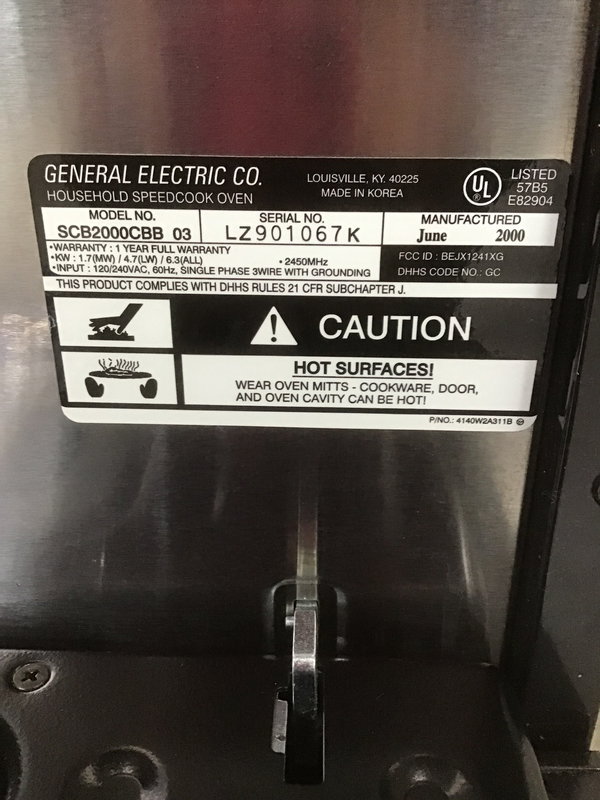 GENERAL ELECTRIC CO.
LOUISVILLE, KY. 40225
MADE IN KOREA
HOUSEHOLD SPEEDCOOK OVEN
UL
LISTED
57B5
E82904
MODEL NO.
SCB2000CBB 03
SERIAL NO.
LZ901067K
MANUFACTURED
June 2000
•WARRANTY : 1 YEAR FULL WARRANTY
•KW : 1.7(MW) / 4.7(LW) / 6.3(ALL) • 2450MHz
•INPUT : 120/240VAC, 60Hz, SINGLE PHASE 3WIRE WITH GROUNDING
FCC ID : BEJX1241XG
DHHS CODE NO.: GC
THIS PRODUCT COMPLIES WITH DHHS RULES 21 CFR SUBCHAPTER J.
CAUTION
HOT SURFACES!
WEAR OVEN MITTS - COOKWARE, DOOR,
AND OVEN CAVITY CAN BE HOT!
P/NO.: 4140W2A311B